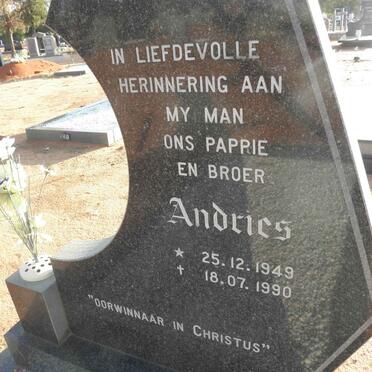 IN LIEFDEVOLLE
HERINNERING AAN
MY MAN
ONS PAPRIE
EN BROER
Andries
★ 25.12.1949
✝ 18.07.1990
"OORWINNAAR IN CHRISTUS"